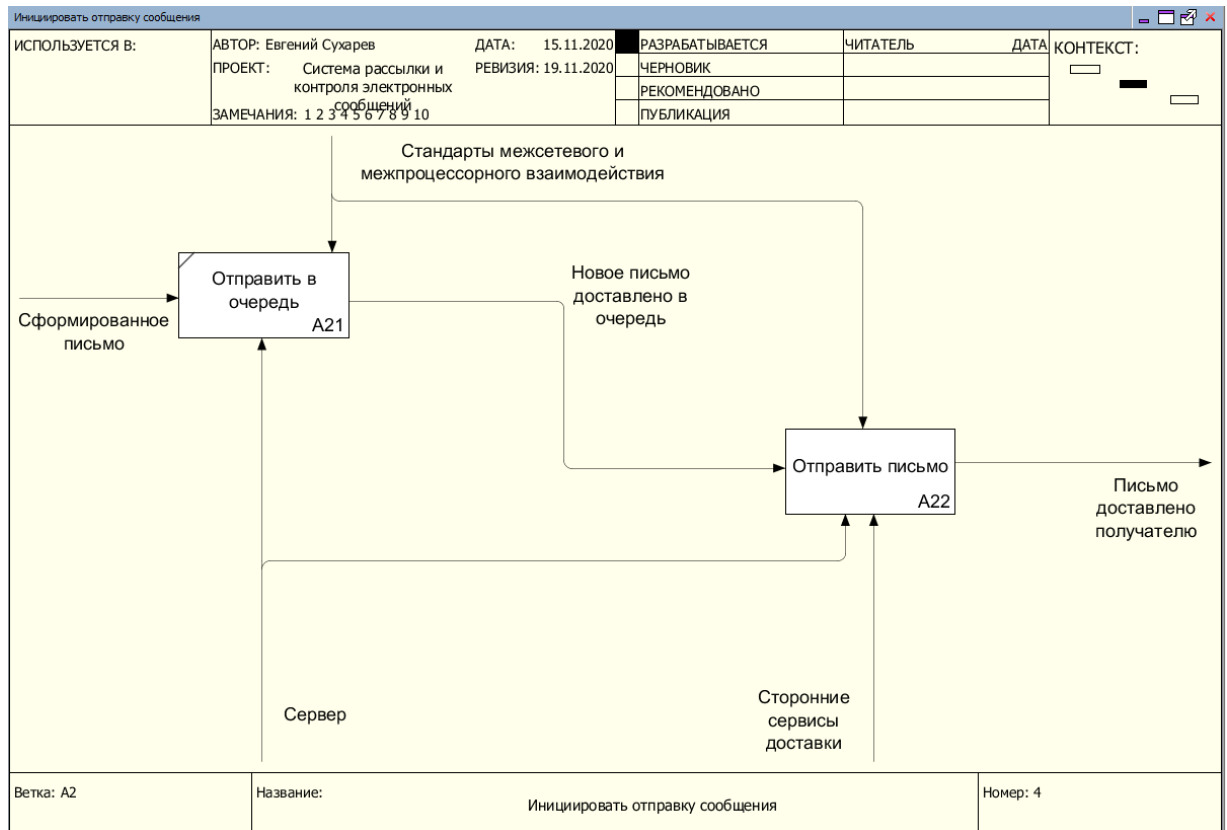 Инициировать отправку сообщения
ИСПОЛЬЗУЕТСЯ В:
АВТОР: Евгений Сухарев
ДАТА: 15.11.2020
ПРОЕКТ: Система рассылки и
контроля электронных
сообщений
РЕВИЗИЯ: 19.11.2020
ЗАМЕЧАНИЯ: 1 2 3 4 5 6 7 8 9 10
РАЗРАБАТЫВАЕТСЯ
ЧЕРНОВИК
РЕКОМЕНДОВАНО
ПУБЛИКАЦИЯ
ЧИТАТЕЛЬ
ДАТА
КОНТЕКСТ:
Стандарты межсетевого и
межпроцессорного взаимодействия
Отправить в
очередь
A21
Сформированное
письмо
Новое письмо
доставлено в
очередь
Отправить письмо
A22
Письмо
доставлено
получателю
Сервер
Сторонние
сервисы
доставки
Ветка: A2
Название:
Инициировать отправку сообщения
Номер: 4